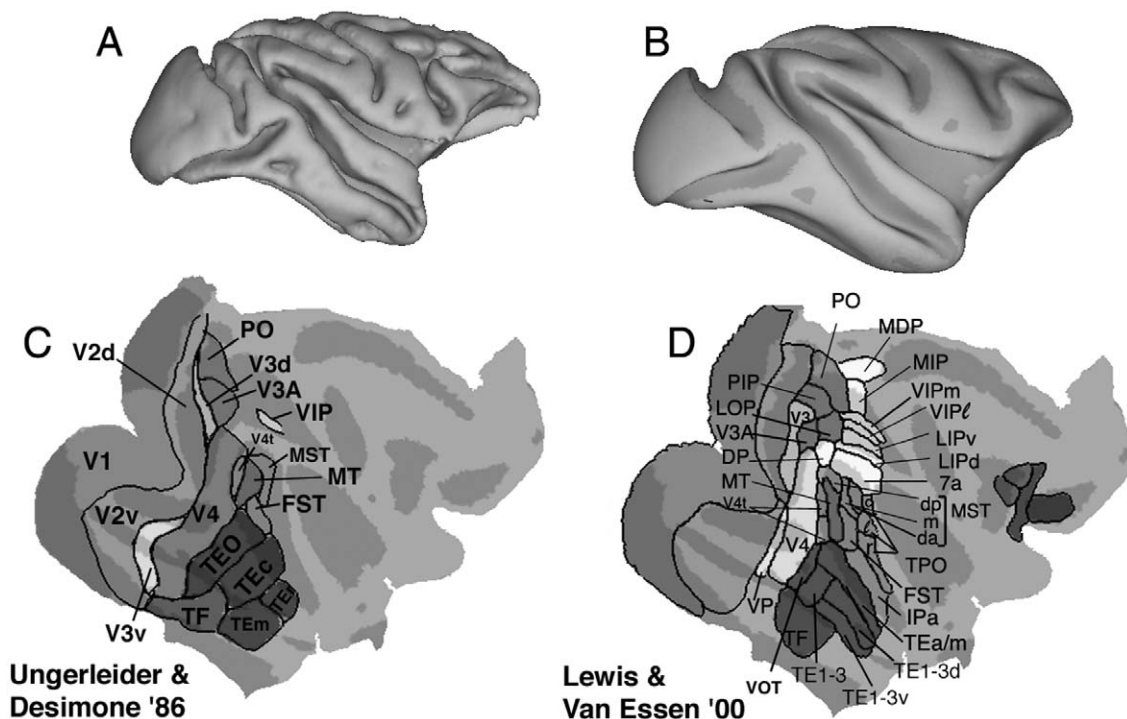 A
B
C
PO
V2d
V3d
V3A
VIP
V4t
MST
MT
FST
V1
V2v
V4
TEO
TEc
TEm
TF
V3v
Ungerleider &
Desimone '86
D
PO
MDP
MIP
PIP
VIPm
LOP
V3
VIPℓ
V3A
LIPv
DP
LIPd
MT
7a
V4t
dp
m
MST
da
V4
TPO
VP
FST
IPa
TF
TEa/m
VOT
TE1-3
TE1-3d
TE1-3v
Lewis &
Van Essen '00